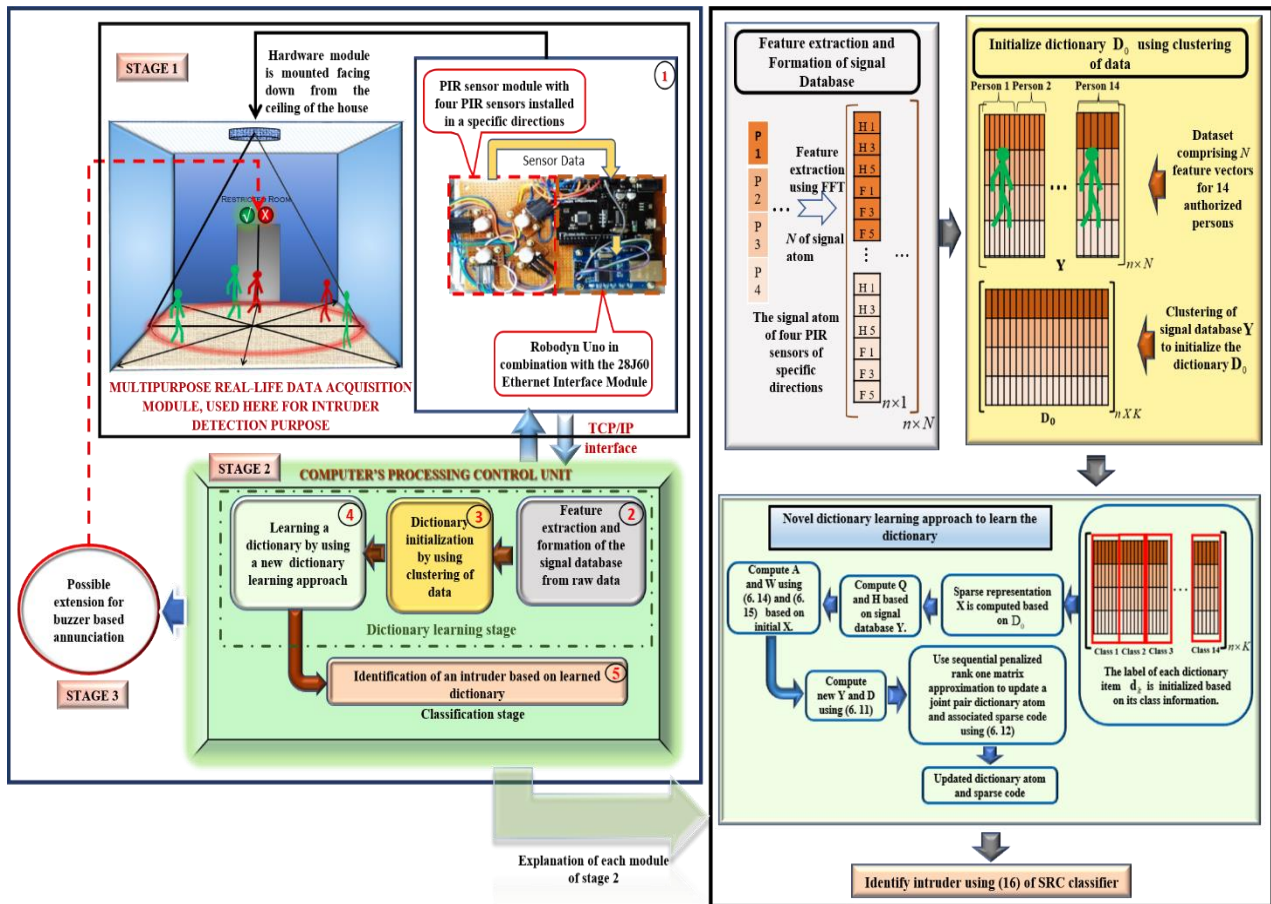 STAGE 1
Hardware module
is mounted facing
down from the
ceiling of the house
RESTRICTED ROOM
MULTIPURPOSE REAL-LIFE DATA ACQUISITION
MODULE, USED HERE FOR INTRUDER
DETECTION PURPOSE
1
PIR sensor module with
four PIR sensors installed
in a specific directions
Sensor Data
Robodyn Uno in
combination with the 28J60
Ethernet Interface Module
TCP/IP
interface
STAGE 2
COMPUTER'S PROCESSING CONTROL UNIT
4
Learning a
dictionary by using
a new dictionary
learning approach
3
Dictionary
initialization
by using
clustering of
data
2
Feature
extraction and
formation of the
signal database
from raw data
Dictionary learning stage
5
Identification of an intruder based on learned
dictionary
Classification stage
Possible
extension for
buzzer based
annunciation
STAGE 3
Explanation of each module
of stage 2
Feature extraction and
Formation of signal
Database
P
1
P
2
P
3
P
4
...
Feature
extraction
using FFT
N of signal
atom
The signal atom
of four PIR
sensors of
specific
directions
H 1
H 3
H 5
F 1
F 3
F 5
⋮ ...
H 1
H 3
H 5
F 1
F 3
F 5
n×1
n×N
Initialize dictionary D0 using clustering
of data
Person 1 Person 2 Person 14
...
Y
n×N
Dataset
comprising N
feature vectors
for 14
authorized
persons
D0
n X K
Clustering of
signal database Y
to initialize the
dictionary D0
Novel dictionary learning approach to learn the
dictionary
Compute A
and W using
(6. 14) and (6.
15) based on
initial X.
Compute Q
and H based on
signal database
Y.
Sparse representation
X is computed based
on D0
...
Class 1 Class 2 Class 3 Class 14
n×K
The label of each dictionary
item dk is initialized based
on its class information.
Compute
new Y and D
using (6. 11)
Use sequential penalized
rank one matrix
approximation to update a
joint pair dictionary atom
and associated sparse code
using (6. 12)
Updated dictionary atom
and sparse code
Identify intruder using (16) of SRC classifier